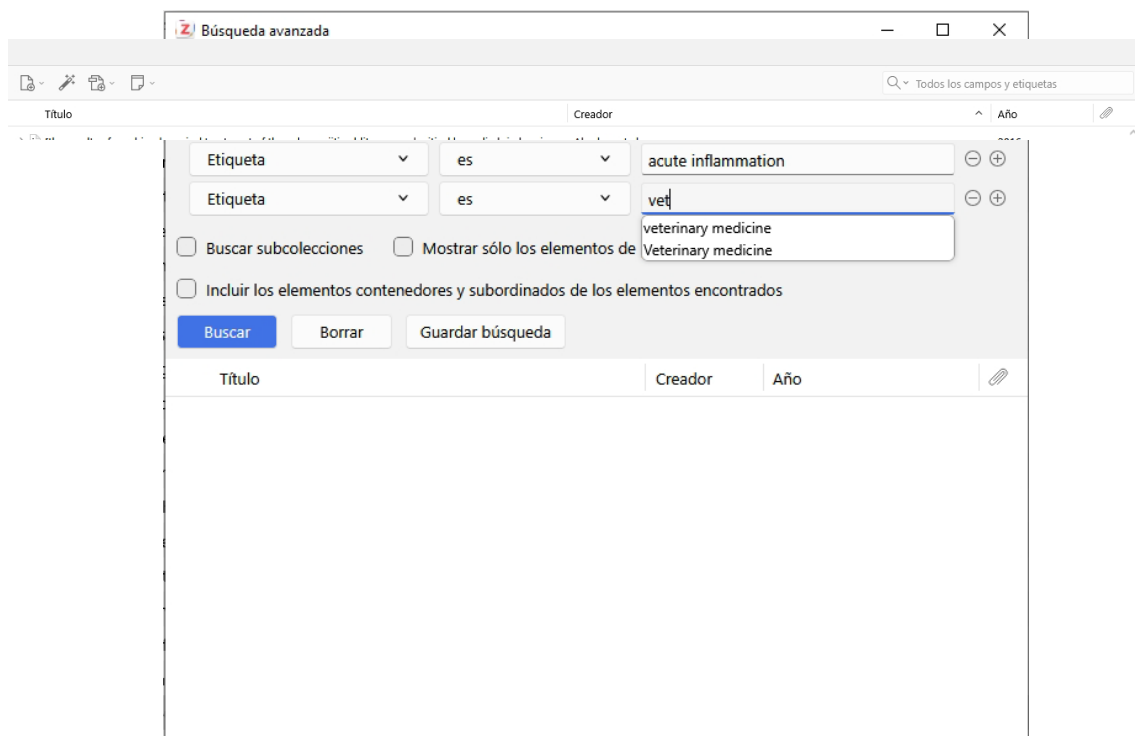 Búsqueda avanzada
Todos los campos y etiquetas
Título Creador Año
Etiqueta es acute inflammation
Etiqueta es vet
veterinary medicine
Buscar subcolecciones Mostrar sólo los elementos de Veterinary medicine
Incluir los elementos contenedores y subordinados de los elementos encontrados
Buscar Borrar Guardar búsqueda
Título Creador Año